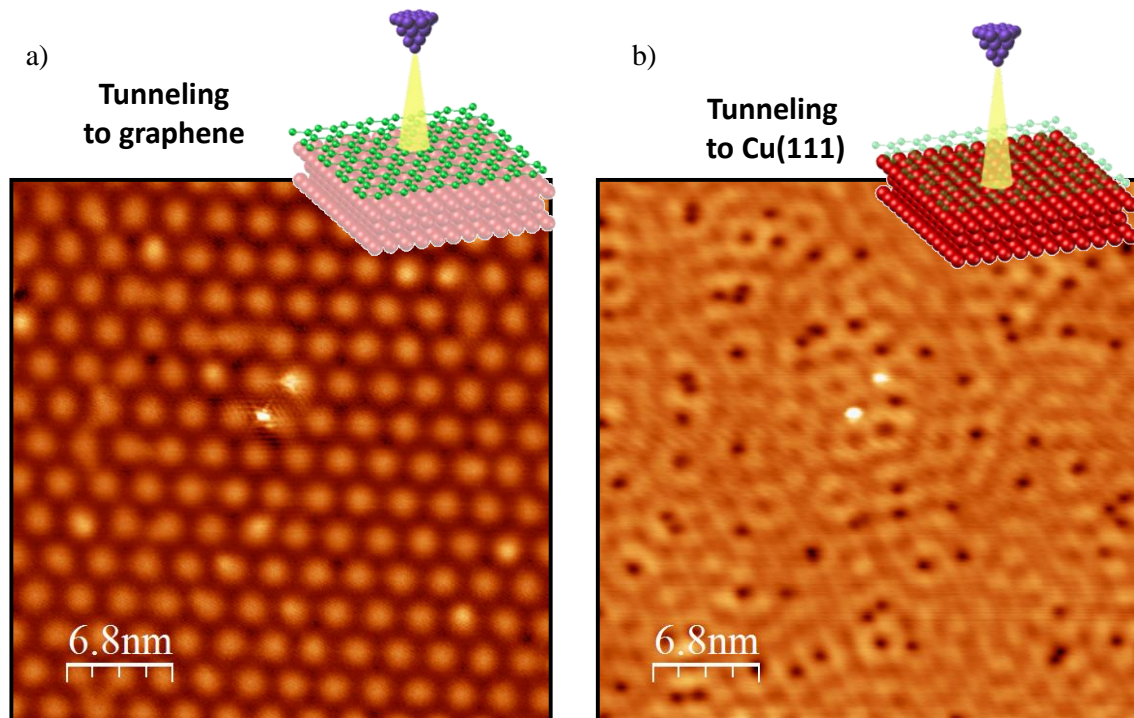 a)
Tunneling
to graphene
6.8nm
b)
Tunneling
to Cu(111)
6.8nm